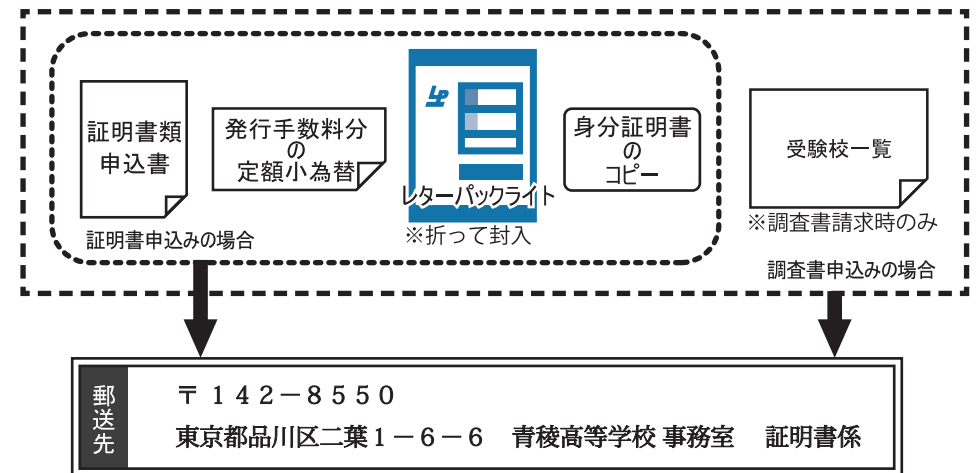 証明書類
申込書
発行手数料分
の
定額小為替
LP
レターパックライト
※折って封入
身分証明書
の
コピー
受験校一覧
※調査書請求時のみ
証明書申込みの場合
調査書申込みの場合
郵送先
〒142－8550
東京都品川区二葉1－6－6　青稜高等学校 事務室　証明書係